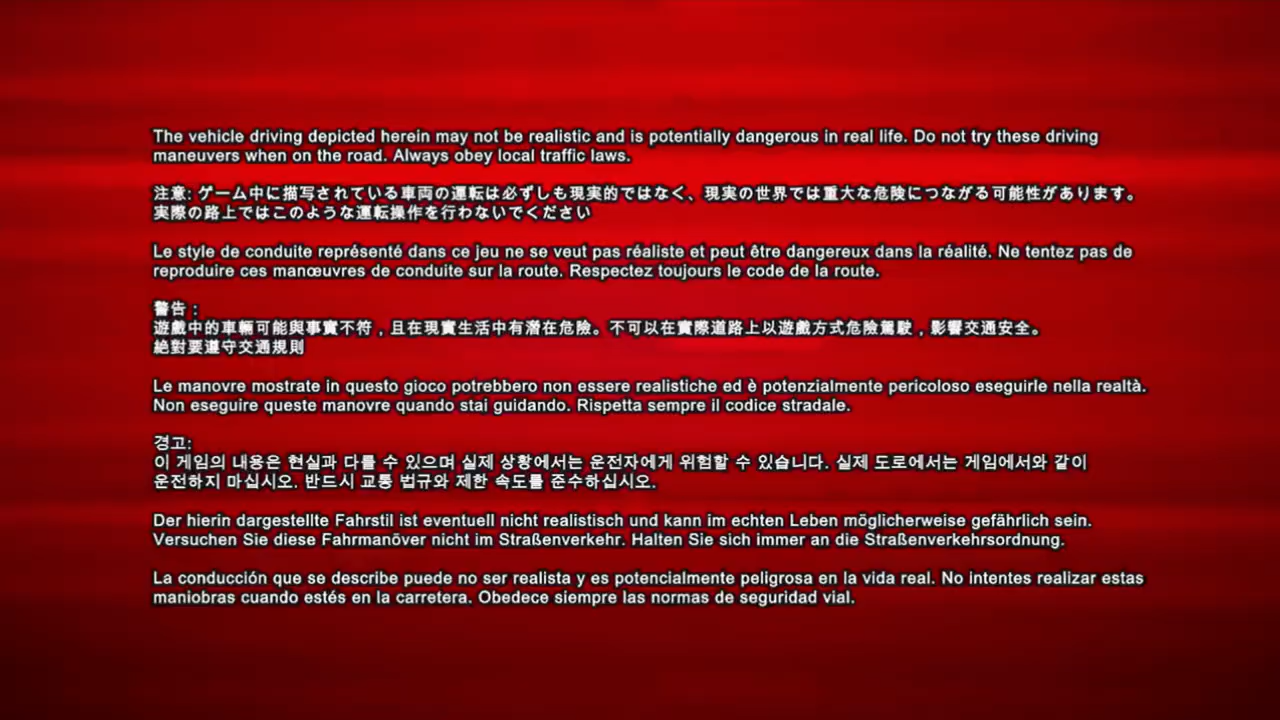 The vehicle driving depicted herein may not be realistic and is potentially dangerous in real life. Do not try these driving
maneuvers when on the road. Always obey local traffic laws.
注意: ゲーム中に描写されている車両の運転は必ずしも現実的ではなく、現実の世界では重大な危険につながる可能性があります。
実際の路上ではこのような運転操作を行わないでください
Le style de conduite représenté dans ce jeu ne se veut pas réaliste et peut être dangereux dans la réalité. Ne tentez pas de
reproduire ces manœuvres de conduite sur la route. Respectez toujours le code de la route.
警告：
遊戲中的車輛可能與事實不符，且在現實生活中有潛在危險。不可以在實際道路上以遊戲方式危險駕駛，影響交通安全。
絕對要遵守交通規則
Le manovre mostrate in questo gioco potrebbero non essere realistiche ed è potenzialmente pericoloso eseguirle nella realtà.
Non eseguire queste manovre quando stai guidando. Rispetta sempre il codice stradale.
경고:
이 게임의 내용은 현실과 다를 수 있으며 실제 상황에서는 운전자에게 위험할 수 있습니다. 실제 도로에서는 게임에서와 같이
운전하지 마십시오. 반드시 교통 법규와 제한 속도를 준수하십시오.
Der hierin dargestellte Fahrstil ist eventuell nicht realistisch und kann im echten Leben möglicherweise gefährlich sein.
Versuchen Sie diese Fahrmanöver nicht im Straßenverkehr. Halten Sie sich immer an die Straßenverkehrsordnung.
La conducción que se describe puede no ser realista y es potencialmente peligrosa en la vida real. No intentes realizar estas
maniobras cuando estés en la carretera. Obedece siempre las normas de seguridad vial.